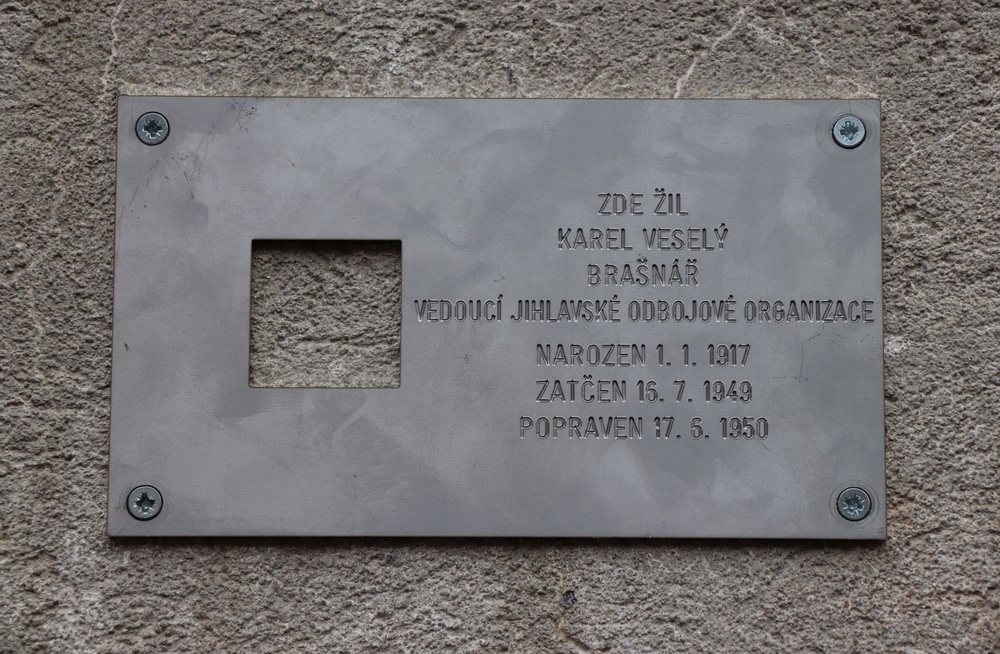 ZDE ŽIL
KAREL VESELÝ
BRAŠNÁŘ
VEDOUCÍ JIHLAVSKÉ ODBOJOVÉ ORGANIZACE
NAROZEN 1. 1. 1917
ZATČEN 16. 7. 1949
POPRAVEN 17. 6. 1950